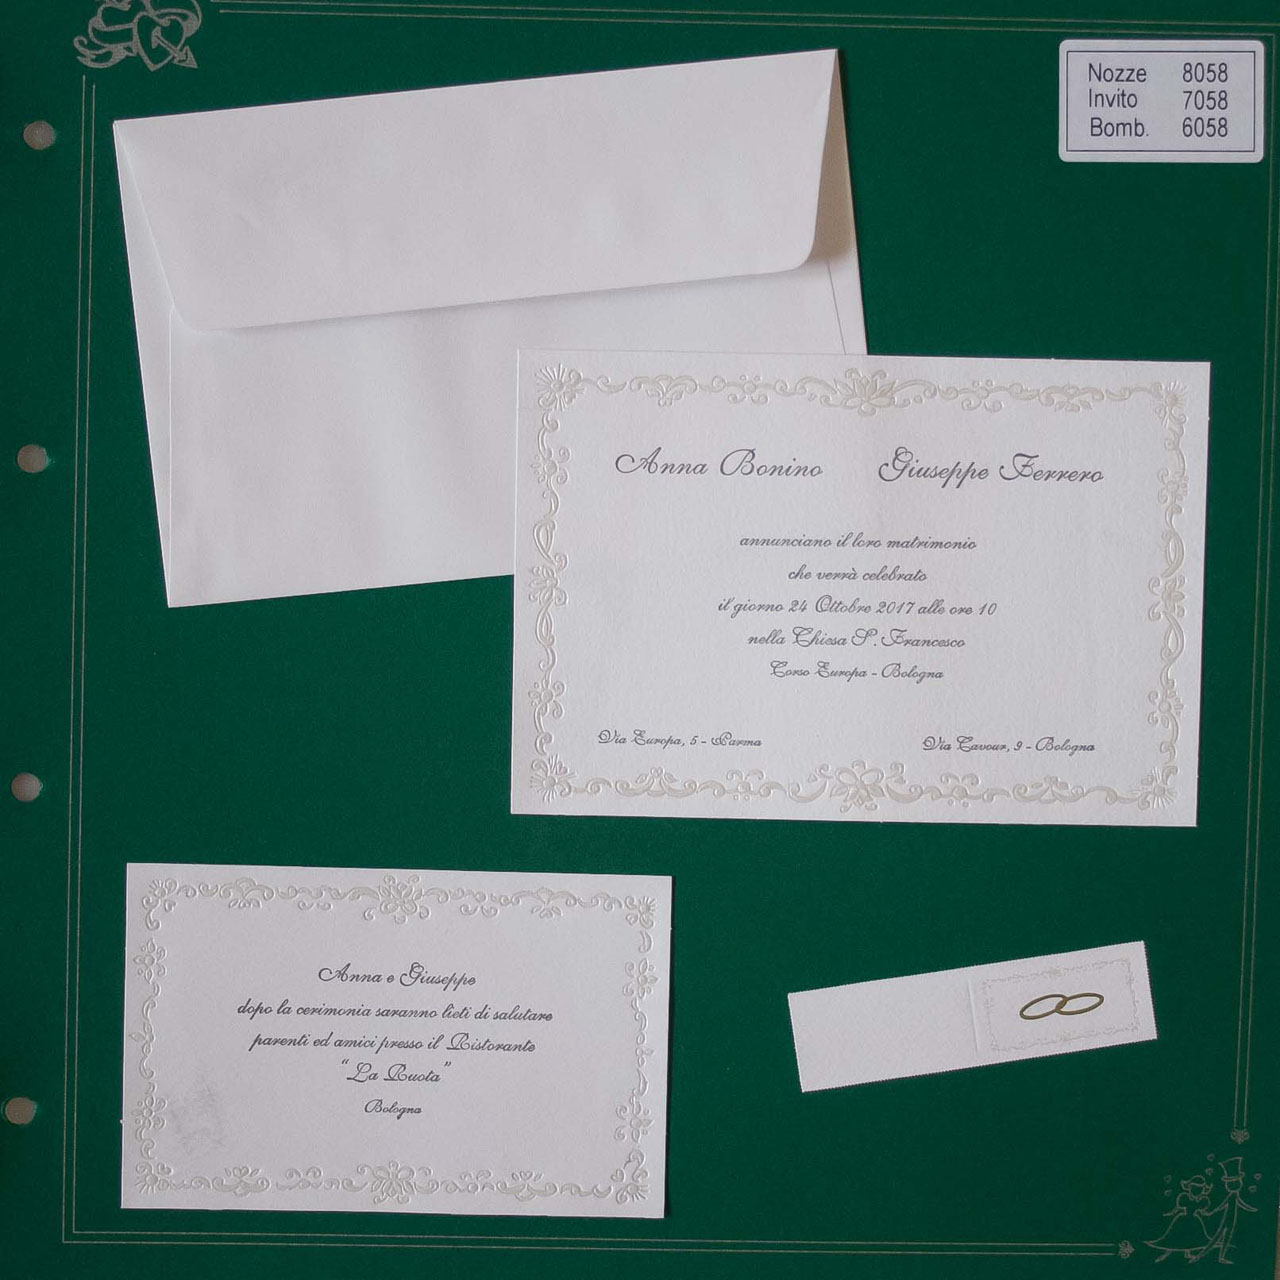 Nozze 8058
Invito 7058
Bomb. 6058
Anna Bonino Giuseppe Ferrero
annunciano il loro matrimonio
che verrà celebrato
il giorno 24 Ottobre 2017 alle ore 10
nella Chiesa S. Francesco
Corso Europa - Bologna
Via Europa, 5 - Parma
Via Cavour, 9 - Bologna
Anna e Giuseppe
dopo la cerimonia saranno lieti di salutare
parenti ed amici presso il Ristorante
"La Ruota"
Bologna